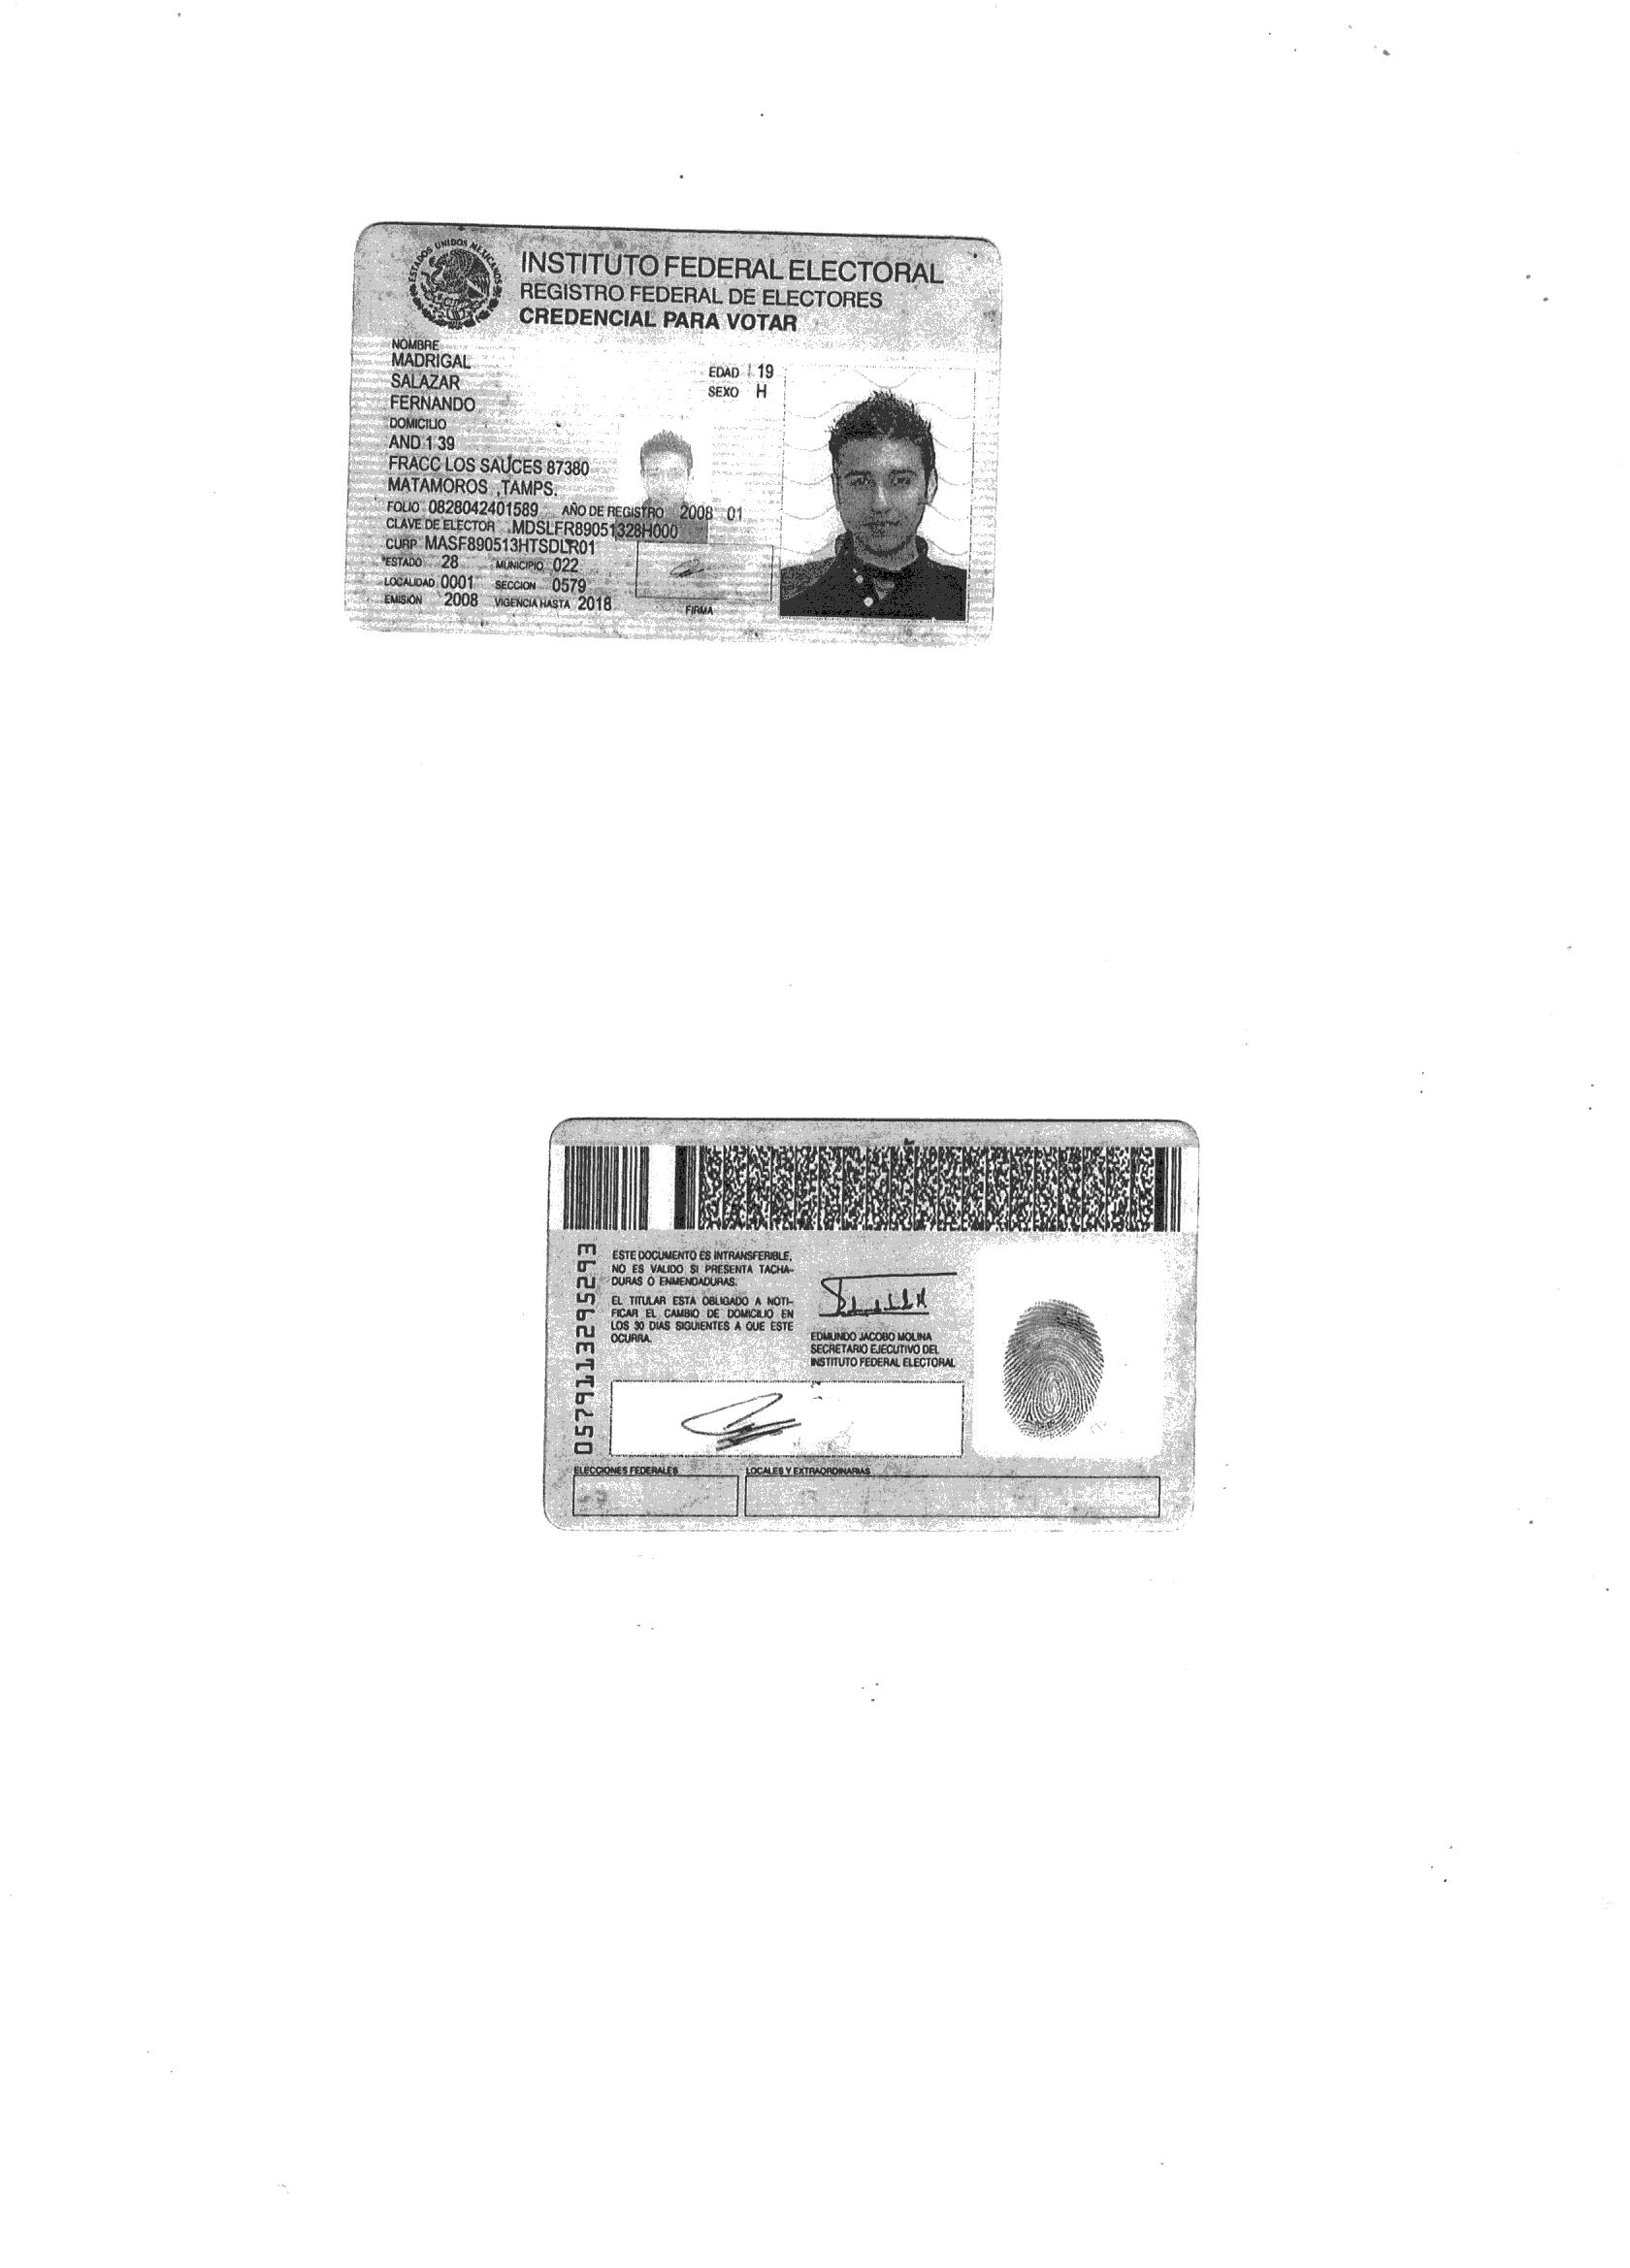 ESTADOS UNIDOS MEXICANOS
INSTITUTO FEDERAL ELECTORAL
REGISTRO FEDERAL DE ELECTORES
CREDENCIAL PARA VOTAR
NOMBRE
MADRIGAL
SALAZAR
FERNANDO
EDAD 19
SEXO H
DOMICILIO
AND 1 39
FRACC LOS SAUCES 87380
MATAMOROS ,TAMPS.
FOLIO 0828042401589 AÑO DE REGISTRO 2008 01
CLAVE DE ELECTOR MDSLFR89051328H000
CURP MASF890513HTSDLR01
ESTADO 28 MUNICIPIO 022
LOCALIDAD 0001 SECCION 0579
EMISION 2008 VIGENCIA HASTA 2018
FIRMA
0579113295293
ESTE DOCUMENTO ES INTRANSFERIBLE.
NO ES VALIDO SI PRESENTA TACHA-
DURAS O ENMENDADURAS.
EL TITULAR ESTA OBLIGADO A NOTI-
FICAR EL CAMBIO DE DOMICILIO EN
LOS 30 DIAS SIGUIENTES A QUE ESTE
OCURRA.
EDMUNDO JACOBO MOLINA
SECRETARIO EJECUTIVO DEL
INSTITUTO FEDERAL ELECTORAL
ELECCIONES FEDERALES
LOCALES Y EXTRAORDINARIAS